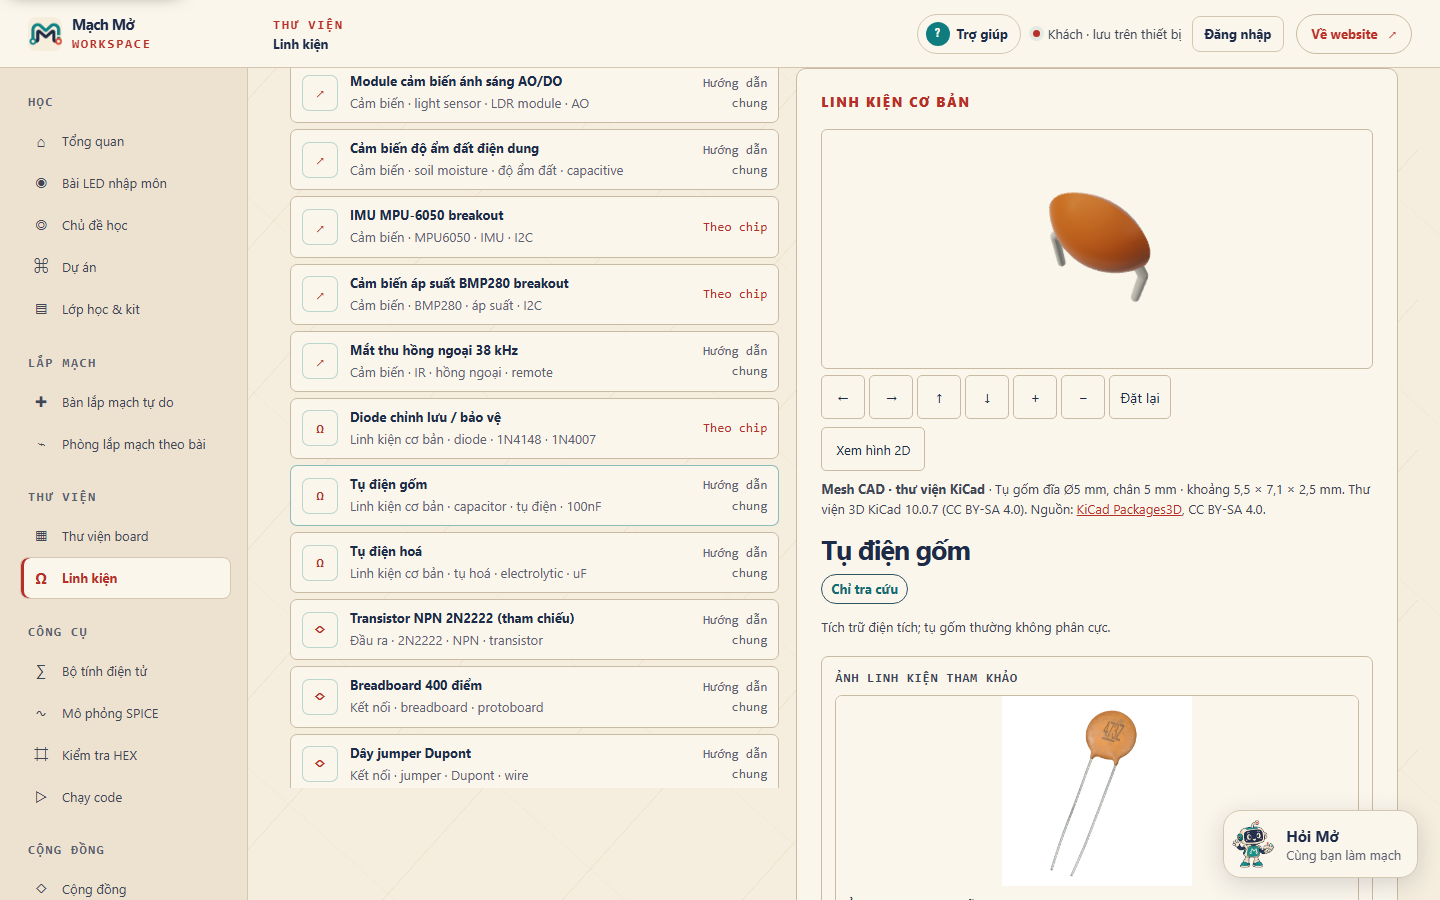 Mạch Mở
WORKSPACE
THƯ VIỆN
Linh kiện
? Trợ giúp
Khách · lưu trên thiết bị
Đăng nhập
Về website ↗
HỌC
Tổng quan
Bài LED nhập môn
Chủ đề học
Dự án
Lớp học & kit
LẮP MẠCH
Bàn lắp mạch tự do
Phòng lắp mạch theo bài
THƯ VIỆN
Thư viện board
Ω Linh kiện
CÔNG CỤ
∑ Bộ tính điện tử
Mô phỏng SPICE
Kiểm tra HEX
Chạy code
CỘNG ĐỒNG
Cộng đồng
Module cảm biến ánh sáng AO/DO
Cảm biến · light sensor · LDR module · AO
Hướng dẫn chung
Cảm biến độ ẩm đất điện dung
Cảm biến · soil moisture · độ ẩm đất · capacitive
Hướng dẫn chung
IMU MPU-6050 breakout
Cảm biến · MPU6050 · IMU · I2C
Theo chip
Cảm biến áp suất BMP280 breakout
Cảm biến · BMP280 · áp suất · I2C
Theo chip
Mắt thu hồng ngoại 38 kHz
Cảm biến · IR · hồng ngoại · remote
Hướng dẫn chung
Ω Diode chỉnh lưu / bảo vệ
Linh kiện cơ bản · diode · 1N4148 · 1N4007
Theo chip
Ω Tụ điện gốm
Linh kiện cơ bản · capacitor · tụ điện · 100nF
Hướng dẫn chung
Ω Tụ điện hoá
Linh kiện cơ bản · tụ hoá · electrolytic · uF
Hướng dẫn chung
Transistor NPN 2N2222 (tham chiếu)
Đầu ra · 2N2222 · NPN · transistor
Hướng dẫn chung
Breadboard 400 điểm
Kết nối · breadboard · protoboard
Hướng dẫn chung
Dây jumper Dupont
Kết nối · jumper · Dupont · wire
Hướng dẫn chung
LINH KIỆN CƠ BẢN
← → ↑ ↓ + − Đặt lại
Xem hình 2D
Mesh CAD · thư viện KiCad · Tụ gốm đĩa Ø5 mm, chân 5 mm · khoảng 5,5 × 7,1 × 2,5 mm. Thư
viện 3D KiCad 10.0.7 (CC BY-SA 4.0). Nguồn: KiCad Packages3D, CC BY-SA 4.0.
Tụ điện gốm
Chỉ tra cứu
Tích trữ điện tích; tụ gốm thường không phân cực.
ẢNH LINH KIỆN THAM KHẢO
Hỏi Mở
Cùng bạn làm mạch